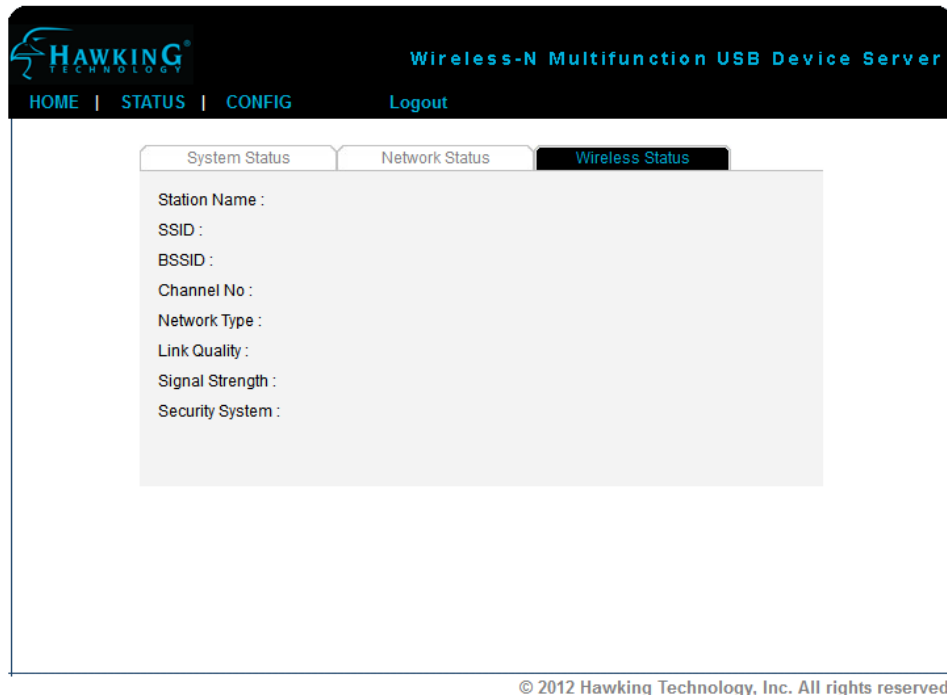 HAWKING®
TECHNOLOGY
Wireless-N Multifunction USB Device Server
HOME | STATUS | CONFIG Logout
System Status Network Status Wireless Status
Station Name :
SSID :
BSSID :
Channel No :
Network Type :
Link Quality :
Signal Strength :
Security System :
© 2012 Hawking Technology, Inc. All rights reserved